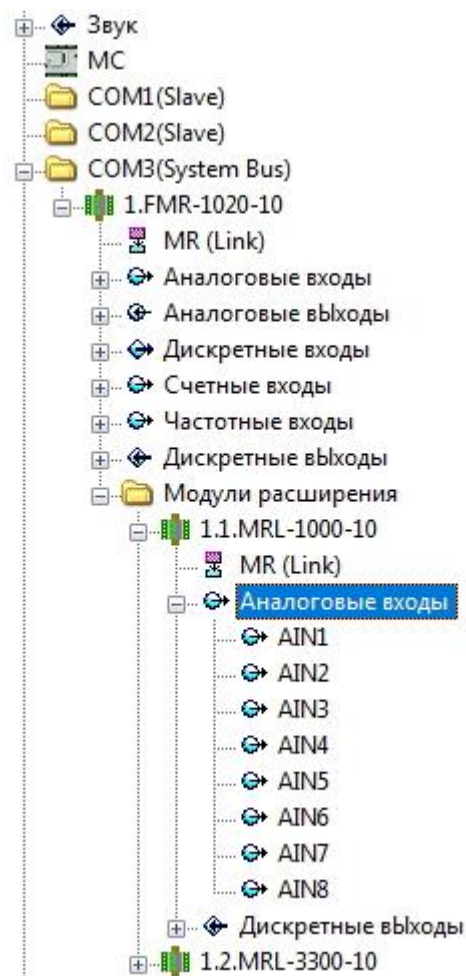 Звук
MC
COM1(Slave)
COM2(Slave)
COM3(System Bus)
1.FMR-1020-10
MR (Link)
Аналоговые входы
Аналоговые вЫходы
Дискретные входы
Счетные входы
Частотные входы
Дискретные вЫходы
Модули расширения
1.1.MRL-1000-10
MR (Link)
Аналоговые входы
AIN1
AIN2
AIN3
AIN4
AIN5
AIN6
AIN7
AIN8
Дискретные вЫходы
1.2.MRL-3300-10